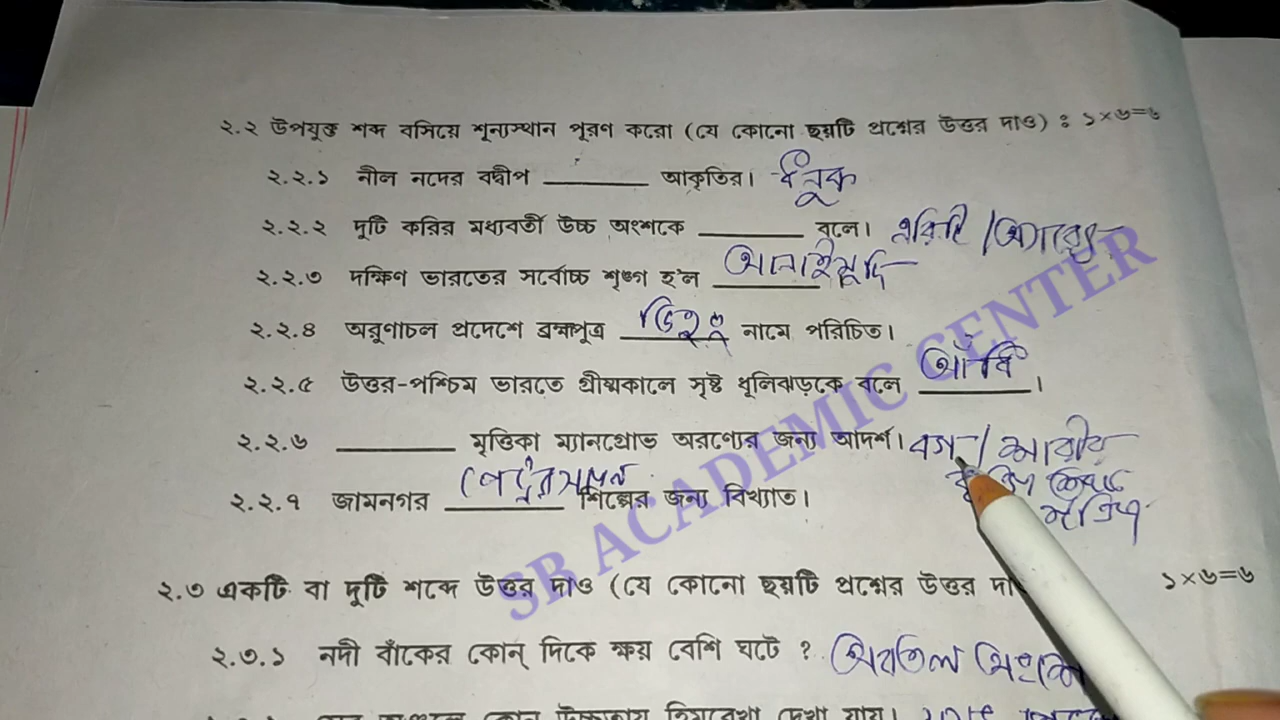 ২.২ উপযুক্ত শব্দ বসিয়ে শূন্যস্থান পূরণ করো (যে কোনো ছয়টি প্রশ্নের উত্তর দাও) : ১×৬=৬
২.২.১ নীল নদের বদ্বীপ ________ আকৃতির। ধনুক
২.২.২ দুটি করির মধ্যবর্তী উচ্চ অংশকে ________ বলে। এরিটি /
২.২.৩ দক্ষিণ ভারতের সর্বোচ্চ শৃঙ্গ হ'ল আনাইমুদি ।
২.২.৪ অরুণাচল প্রদেশে ব্রহ্মপুত্র ডিহং নামে পরিচিত।
২.২.৫ উত্তর-পশ্চিম ভারতে গ্রীষ্মকালে সৃষ্ট ধূলিঝড়কে বলে আঁধি ।
২.২.৬ ________ মৃত্তিকা ম্যানগ্রোভ অরণ্যের জন্য আদর্শ।
২.২.৭ জামনগর শিল্পের জন্য বিখ্যাত।
২.৩ একটি বা দুটি শব্দে উত্তর দাও (যে কোনো ছয়টি প্রশ্নের উত্তর ১×৬=৬
২.৩.১ নদী বাঁকের কোন্ দিকে ক্ষয় বেশি ঘটে ? অবতল
SB ACADEMIC CENTER